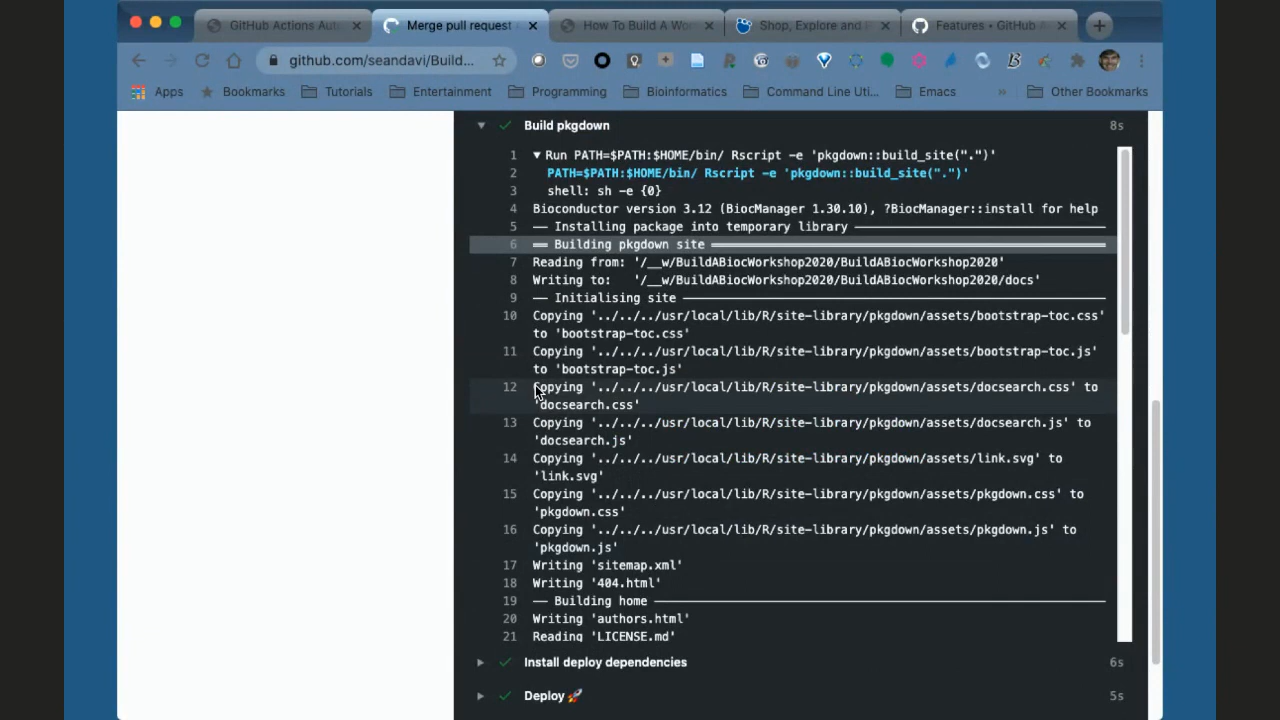 GitHub Actions Aut
Merge pull request
How To Build A Wo
Shop, Explore and
Features • GitHub
github.com/seandavi/Build...
Apps
Bookmarks
Tutorials
Entertainment
Programming
Bioinformatics
Command Line Uti...
Emacs
Other Bookmarks
Build pkgdown
8s
1 Run PATH=$PATH:$HOME/bin/ Rscript -e 'pkgdown::build_site(".")'
2 PATH=$PATH:$HOME/bin/ Rscript -e 'pkgdown::build_site(".")'
3 shell: sh -e {0}
4 Bioconductor version 3.12 (BiocManager 1.30.10), ?BiocManager::install for help
5 —— Installing package into temporary library ——
6 ══ Building pkgdown site ══
7 Reading from: '/__w/BuildABiocWorkshop2020/BuildABiocWorkshop2020'
8 Writing to: '/__w/BuildABiocWorkshop2020/BuildABiocWorkshop2020/docs'
9 —— Initialising site ——
10 Copying '../../../usr/local/lib/R/site-library/pkgdown/assets/bootstrap-toc.css'
to 'bootstrap-toc.css'
11 Copying '../../../usr/local/lib/R/site-library/pkgdown/assets/bootstrap-toc.js'
to 'bootstrap-toc.js'
12 Copying '../../../usr/local/lib/R/site-library/pkgdown/assets/docsearch.css' to
'docsearch.css'
13 Copying '../../../usr/local/lib/R/site-library/pkgdown/assets/docsearch.js' to
'docsearch.js'
14 Copying '../../../usr/local/lib/R/site-library/pkgdown/assets/link.svg' to
'link.svg'
15 Copying '../../../usr/local/lib/R/site-library/pkgdown/assets/pkgdown.css' to
'pkgdown.css'
16 Copying '../../../usr/local/lib/R/site-library/pkgdown/assets/pkgdown.js' to
'pkgdown.js'
17 Writing 'sitemap.xml'
18 Writing '404.html'
19 —— Building home ——
20 Writing 'authors.html'
21 Reading 'LICENSE.md'
Install deploy dependencies
6s
Deploy 🚀
5s